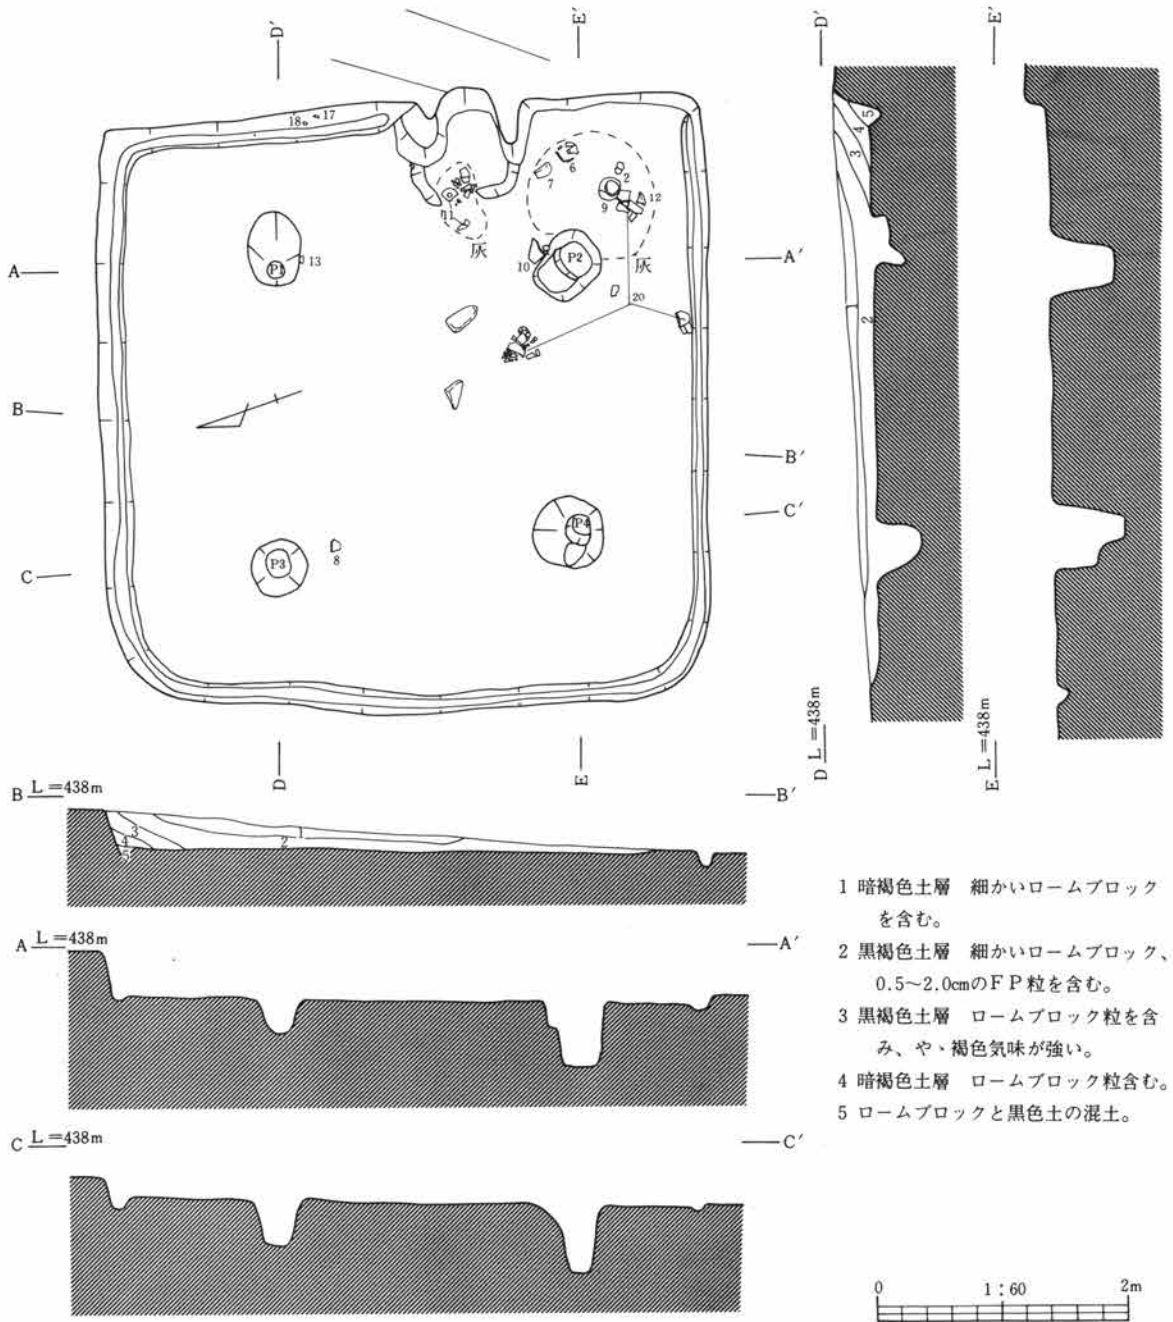 D′
E′
D′
E′
18 17
6
7
2
9
12
11
灰
10
P2
灰
A
P1
13
A′
20
B
B′
C′
P4
P3
8
C
D
E
5
4
3
2
D L=438m
E L=438m
B L=438m
B′
3
1
4
2
5
A L=438m
A′
C L=438m
C′
1 暗褐色土層 細かいロームブロック
を含む。
2 黒褐色土層 細かいロームブロック、
0.5〜2.0cmのFP粒を含む。
3 黒褐色土層 ロームブロック粒を含
み、やゝ褐色気味が強い。
4 暗褐色土層 ロームブロック粒含む。
5 ロームブロックと黒色土の混土。
0 1:60 2m